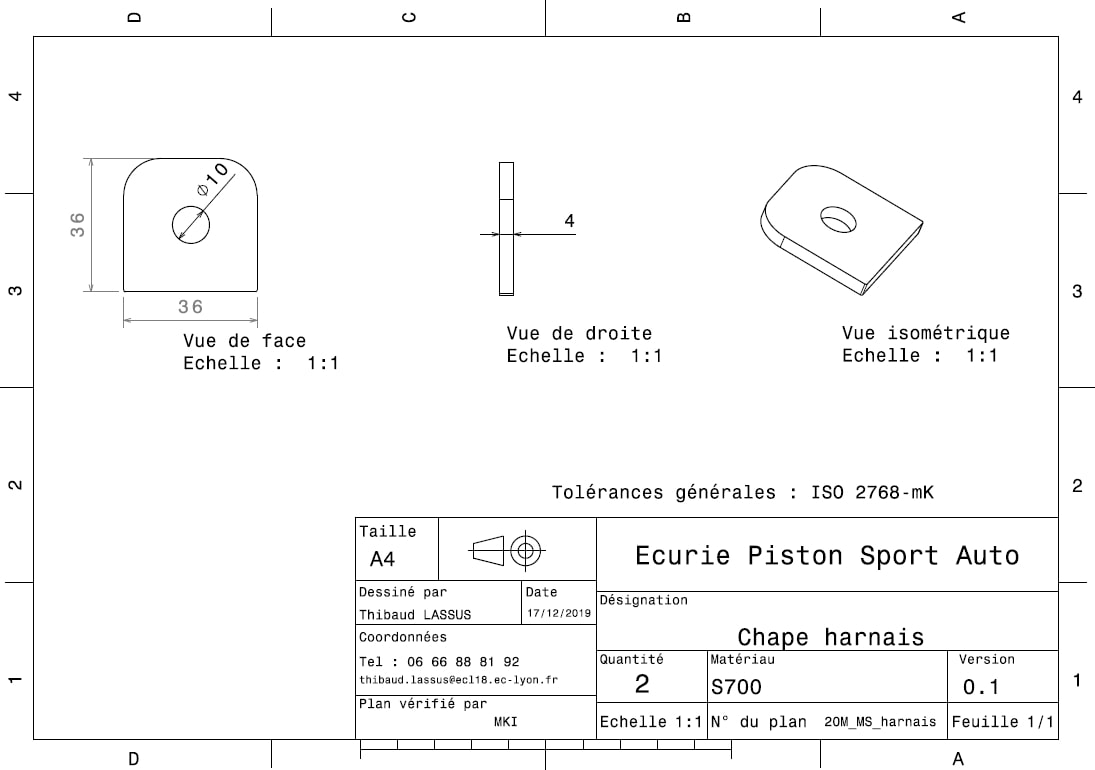 D C B A
4 4
⌀10
36
4
36
3 3
Vue de face
Echelle : 1:1
Vue de droite
Echelle : 1:1
Vue isométrique
Echelle : 1:1
2 2
Tolérances générales : ISO 2768-mK
Taille
A4
Ecurie Piston Sport Auto
Dessiné par
Thibaud LASSUS
Date
17/12/2019
Désignation
Chape harnais
Coordonnées
Tel : 06 66 88 81 92
thibaud.lassus@ecl18.ec-lyon.fr
Quantité
2
Matériau
S700
Version
0.1
1 1
Plan vérifié par
MKI
Echelle 1:1
N° du plan 20M_MS_harnais
Feuille 1/1
D A